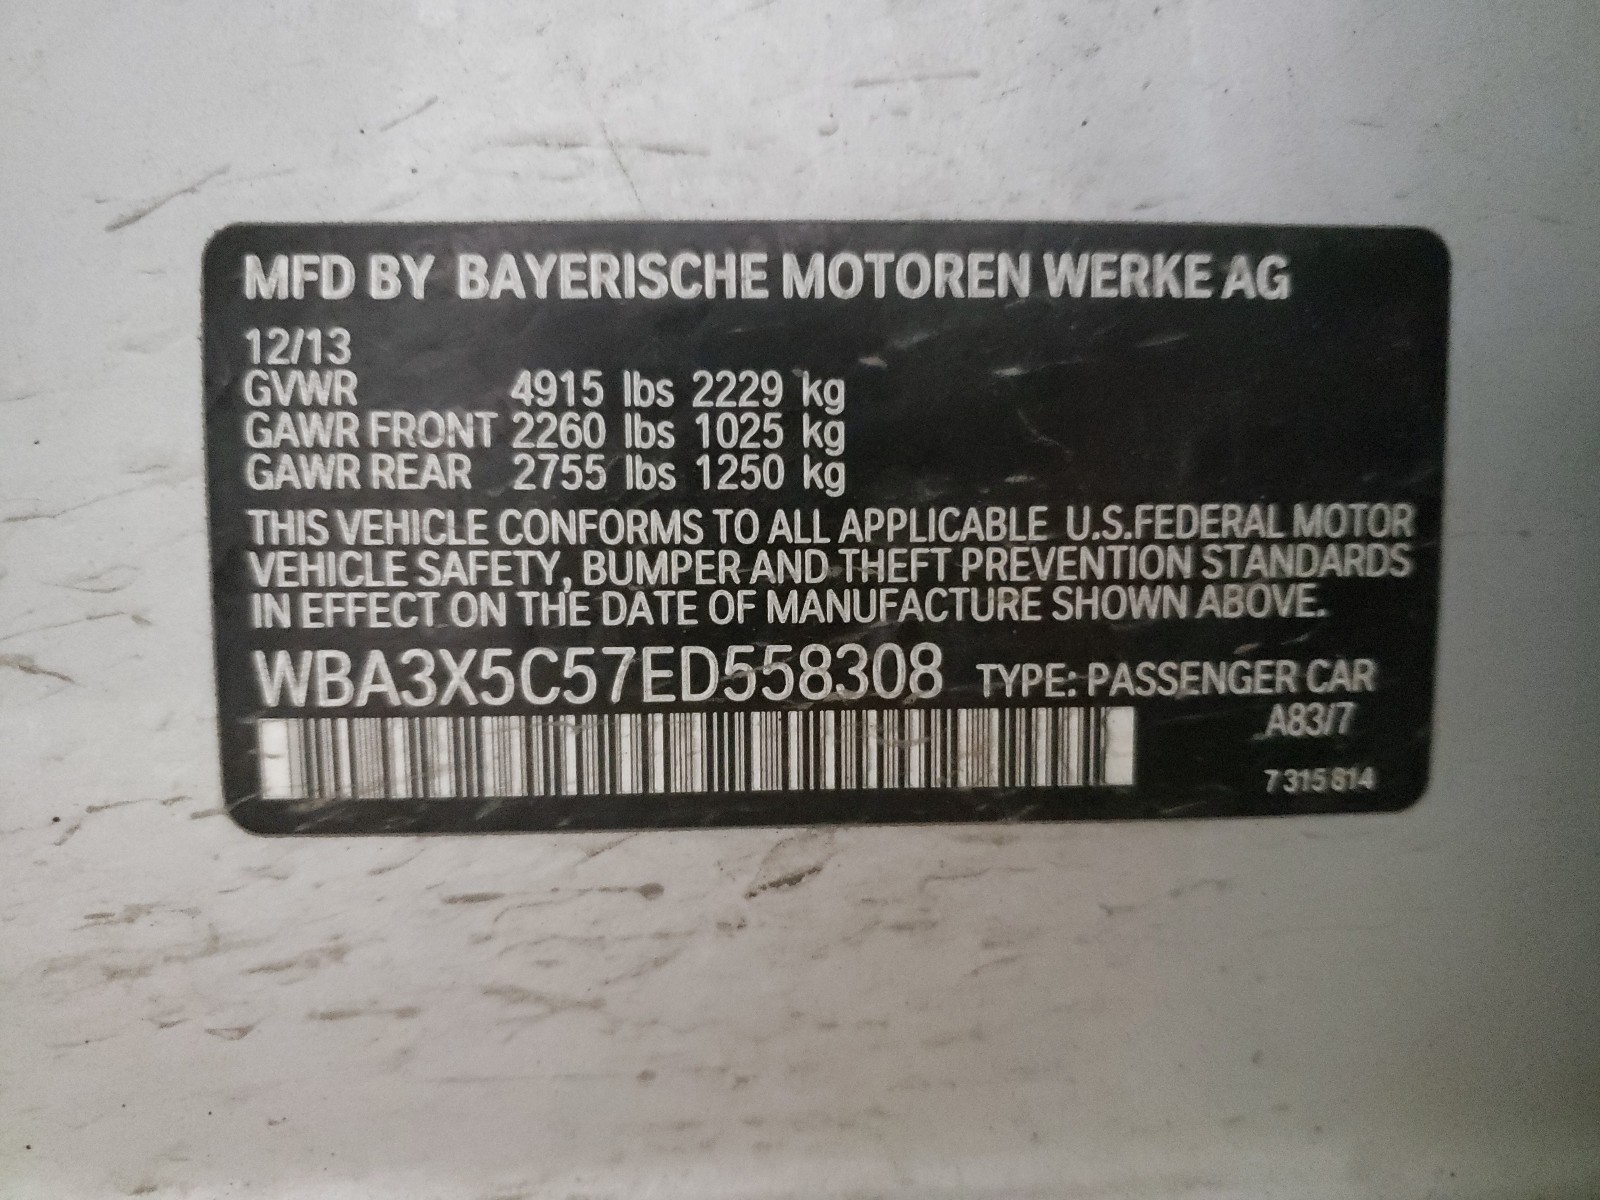 MFD BY BAYERISCHE MOTOREN WERKE AG
12/13
GVWR 4915 lbs 2229 kg
GAWR FRONT 2260 lbs 1025 kg
GAWR REAR 2755 lbs 1250 kg
THIS VEHICLE CONFORMS TO ALL APPLICABLE U.S.FEDERAL MOTOR
VEHICLE SAFETY, BUMPER AND THEFT PREVENTION STANDARDS
IN EFFECT ON THE DATE OF MANUFACTURE SHOWN ABOVE.
WBA3X5C57ED558308 TYPE: PASSENGER CAR
A83/7
7 315 814